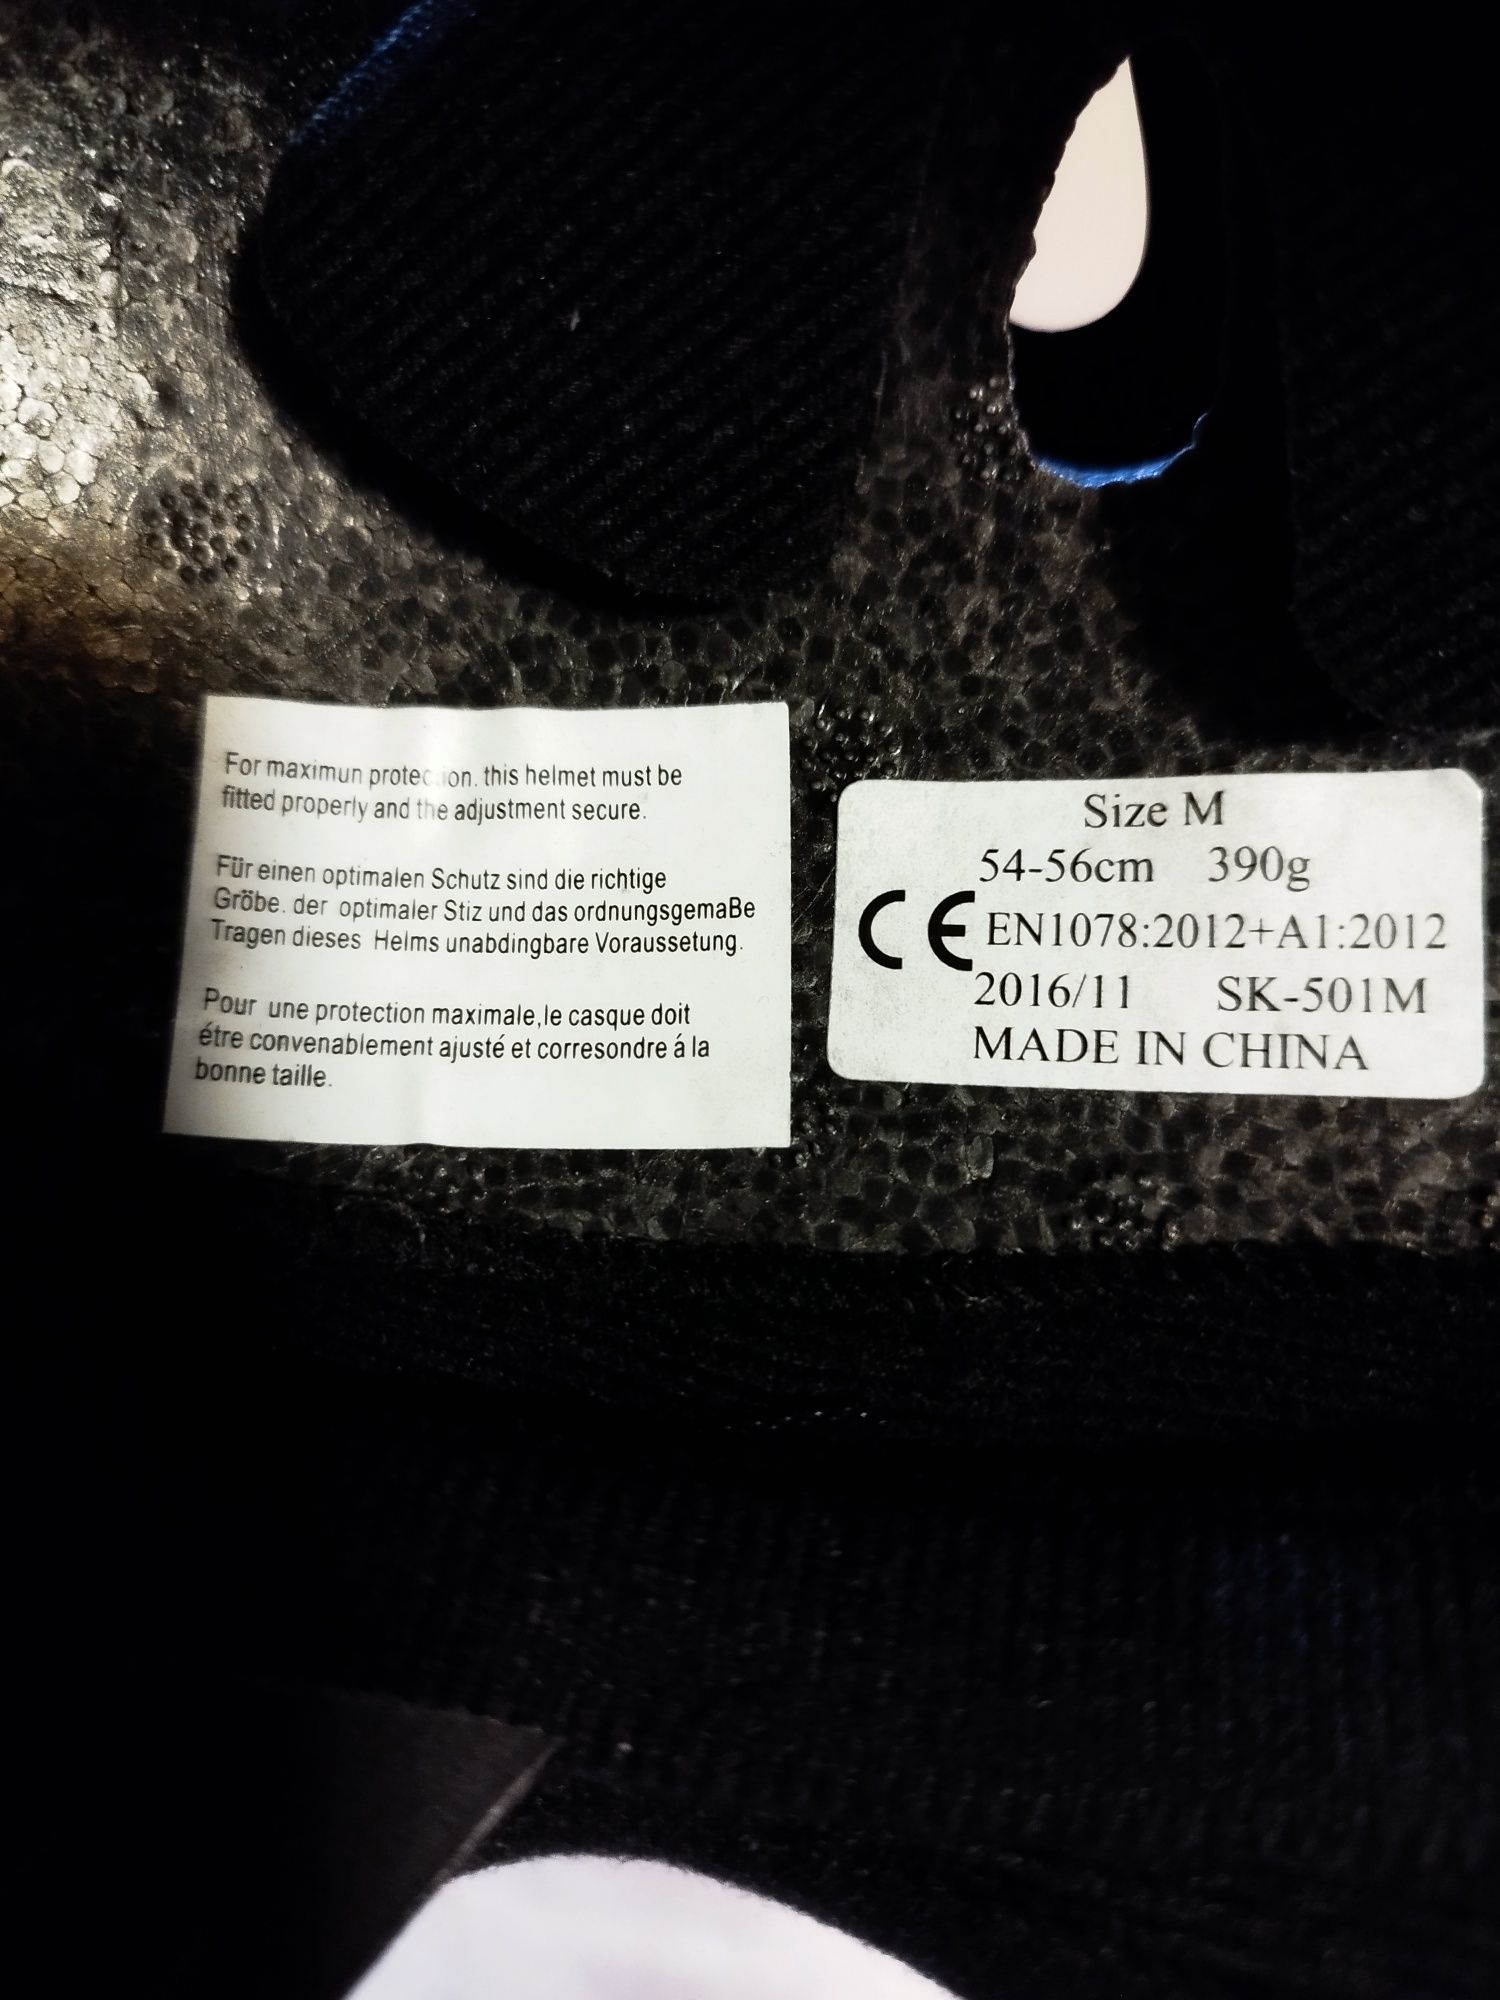 For maximun protection. this helmet must be
fitted properly and the adjustment secure.
Für einen optimalen Schutz sind die richtige
Gröbe. der optimaler Stiz und das ordnungsgemaBe
Tragen dieses Helms unabdingbare Voraussetung.
Pour une protection maximale,le casque doit
étre convenablement ajusté et corresondre á la
bonne taille.
Size M
54-56cm 390g
CE EN1078:2012+A1:2012
2016/11 SK-501M
MADE IN CHINA